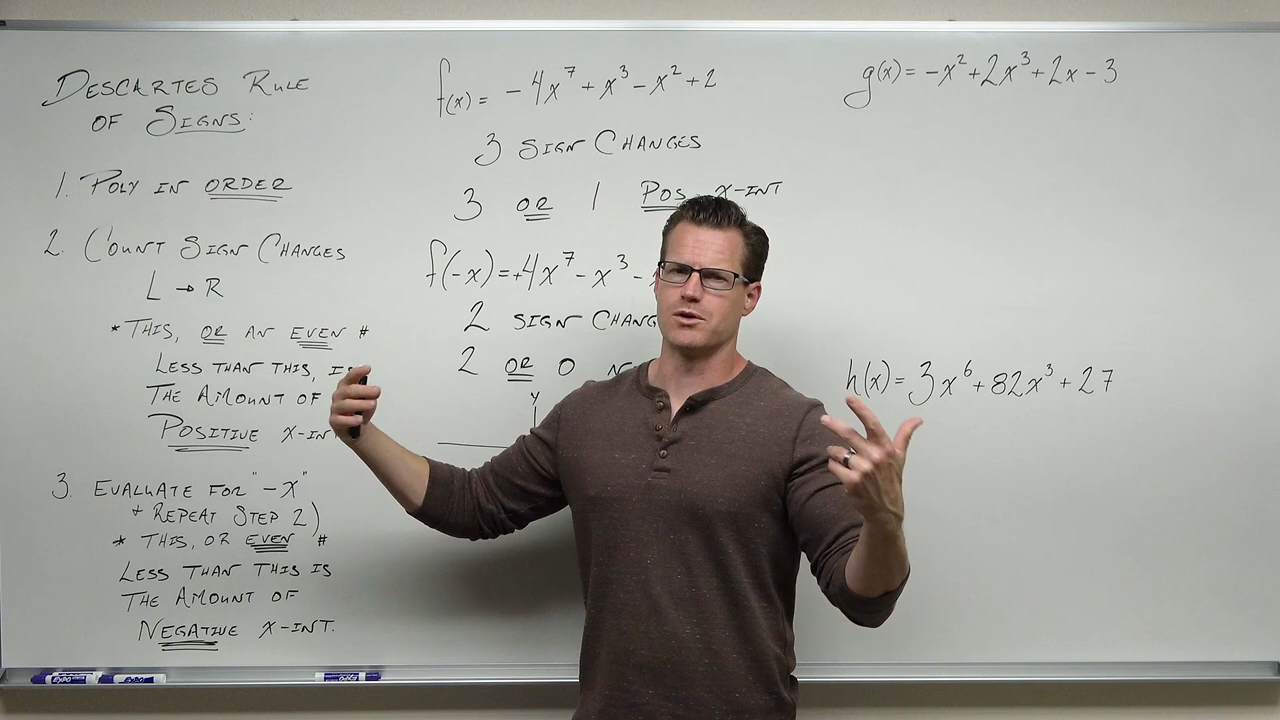 DESCARTES RULE
OF SIGNS:
1. POLY IN ORDER
2. COUNT SIGN CHANGES
L → R
* THIS, OR AN EVEN #
LESS THAN THIS, IS
THE AMOUNT OF
POSITIVE X-INT
3. EVALUATE FOR "-X"
+ REPEAT STEP 2)
* THIS, OR EVEN #
LESS THAN THIS IS
THE AMOUNT OF
NEGATIVE X-INT.
f(x) = -4x⁷ + x³ - x² + 2
3 SIGN CHANGES
3 OR 1 POS. X-INT
f(-x) = +4x⁷ - x³ -
2 SIGN CHANG
2 OR 0 N
Y
g(x) = -x² + 2x³ + 2x - 3
h(x) = 3x⁶ + 82x³ + 27
EXPO
EXPO
EXPO